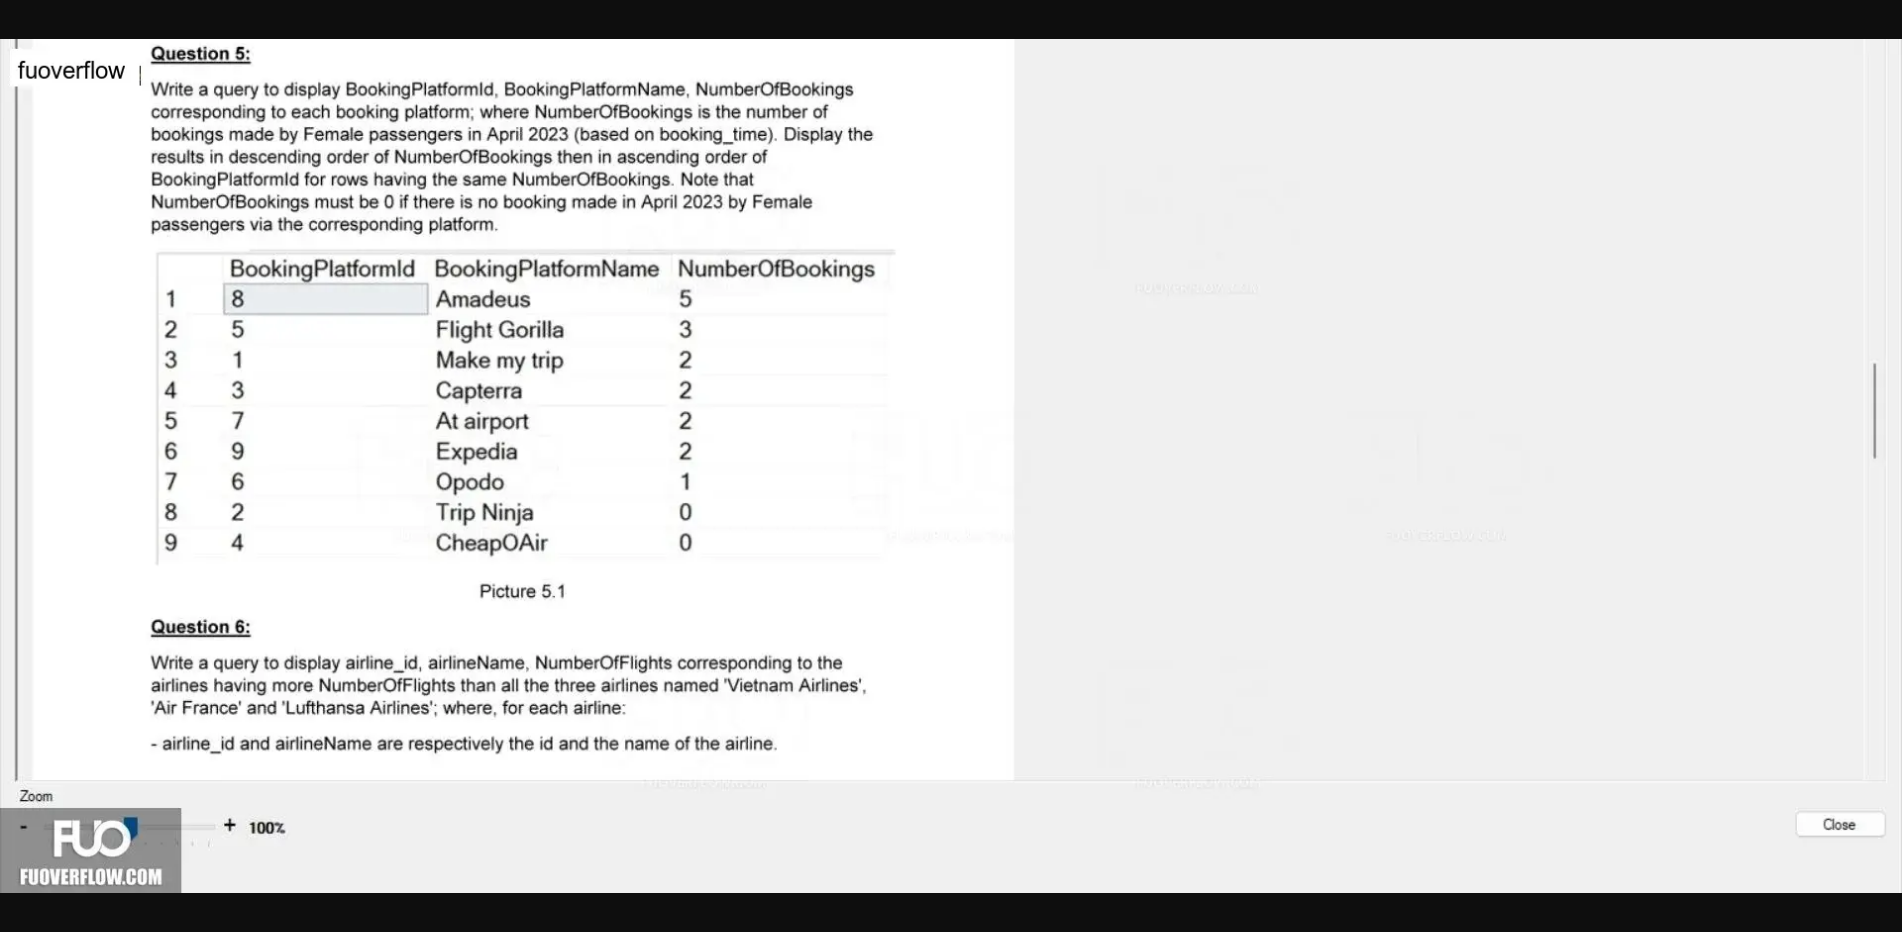 fuoverflow
Question 5:
Write a query to display BookingPlatformId, BookingPlatformName, NumberOfBookings
corresponding to each booking platform; where NumberOfBookings is the number of
bookings made by Female passengers in April 2023 (based on booking_time). Display the
results in descending order of NumberOfBookings then in ascending order of
BookingPlatformId for rows having the same NumberOfBookings. Note that
NumberOfBookings must be 0 if there is no booking made in April 2023 by Female
passengers via the corresponding platform.
BookingPlatformId BookingPlatformName NumberOfBookings
1 8 Amadeus 5
2 5 Flight Gorilla 3
3 1 Make my trip 2
4 3 Capterra 2
5 7 At airport 2
6 9 Expedia 2
7 6 Opodo 1
8 2 Trip Ninja 0
9 4 CheapOAir 0
Picture 5.1
Question 6:
Write a query to display airline_id, airlineName, NumberOfFlights corresponding to the
airlines having more NumberOfFlights than all the three airlines named 'Vietnam Airlines',
'Air France' and 'Lufthansa Airlines'; where, for each airline:
- airline_id and airlineName are respectively the id and the name of the airline.
Zoom
- + 100%
Close
FUO
FUOVERFLOW.COM